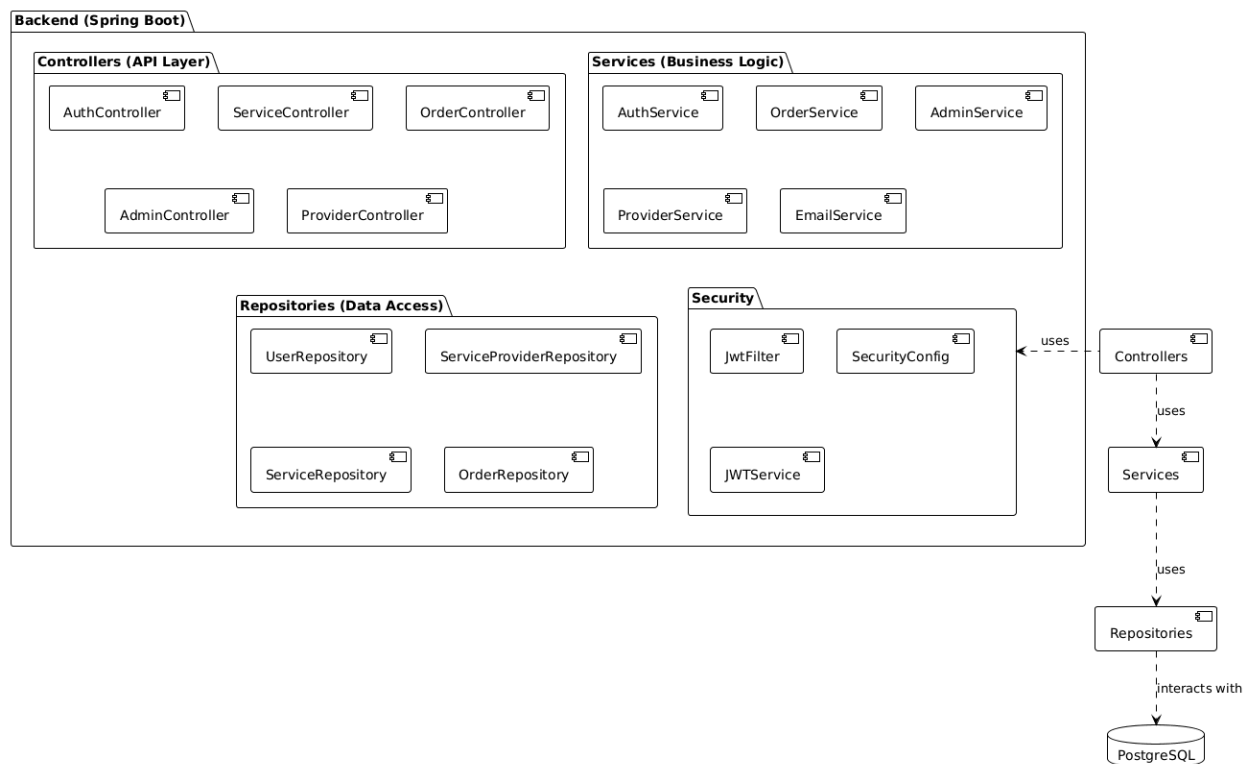 Backend (Spring Boot)
Controllers (API Layer)
AuthController
ServiceController
OrderController
AdminController
ProviderController
Services (Business Logic)
AuthService
OrderService
AdminService
ProviderService
EmailService
Repositories (Data Access)
UserRepository
ServiceProviderRepository
ServiceRepository
OrderRepository
Security
JwtFilter
SecurityConfig
JWTService
uses
Controllers
uses
Services
uses
Repositories
interacts with
PostgreSQL